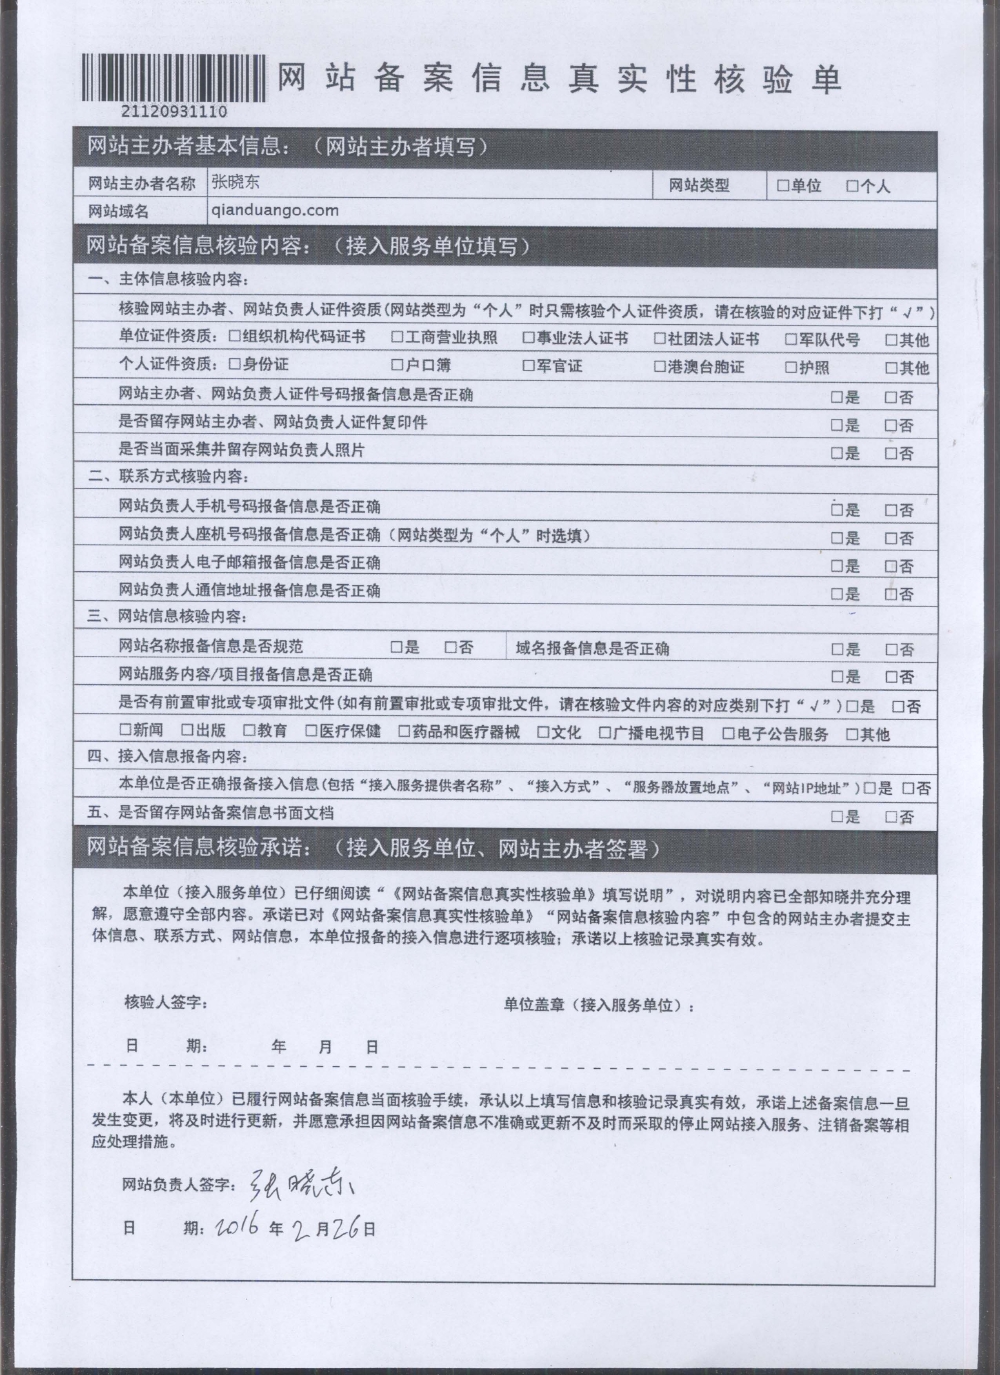 网站备案信息真实性核验单
21120931110
网站主办者基本信息：（网站主办者填写）
网站主办者名称 张晓东 网站类型 □单位 □个人
网站域名 qianduango.com
网站备案信息核验内容：（接入服务单位填写）
一、主体信息核验内容：
核验网站主办者、网站负责人证件资质(网站类型为“个人”时只需核验个人证件资质，请在核验的对应证件下打“√”)
单位证件资质：□组织机构代码证书 □工商营业执照 □事业法人证书 □社团法人证书 □军队代号 □其他
个人证件资质：□身份证 □户口簿 □军官证 □港澳台胞证 □护照 □其他
网站主办者、网站负责人证件号码报备信息是否正确 □是 □否
是否留存网站主办者、网站负责人证件复印件 □是 □否
是否当面采集并留存网站负责人照片 □是 □否
二、联系方式核验内容：
网站负责人手机号码报备信息是否正确 □是 □否
网站负责人座机号码报备信息是否正确（网站类型为“个人”时选填） □是 □否
网站负责人电子邮箱报备信息是否正确 □是 □否
网站负责人通信地址报备信息是否正确 □是 □否
三、网站信息核验内容：
网站名称报备信息是否规范 □是 □否 域名报备信息是否正确 □是 □否
网站服务内容/项目报备信息是否正确 □是 □否
是否有前置审批或专项审批文件(如有前置审批或专项审批文件，请在核验文件内容的对应类别下打“√”)□是 □否
□新闻 □出版 □教育 □医疗保健 □药品和医疗器械 □文化 □广播电视节目 □电子公告服务 □其他
四、接入信息报备内容：
本单位是否正确报备接入信息(包括“接入服务提供者名称”、“接入方式”、“服务器放置地点”、“网站IP地址”)□是 □否
五、是否留存网站备案信息书面文档 □是 □否
网站备案信息核验承诺：（接入服务单位、网站主办者签署）
本单位（接入服务单位）已仔细阅读“《网站备案信息真实性核验单》填写说明”，对说明内容已全部知晓并充分理
解，愿意遵守全部内容。承诺已对《网站备案信息真实性核验单》“网站备案信息核验内容”中包含的网站主办者提交主
体信息、联系方式、网站信息，本单位报备的接入信息进行逐项核验；承诺以上核验记录真实有效。
核验人签字： 单位盖章（接入服务单位）：
日 期： 年 月 日
本人（本单位）已履行网站备案信息当面核验手续，承认以上填写信息和核验记录真实有效，承诺上述备案信息一旦
发生变更，将及时进行更新，并愿意承担因网站备案信息不准确或更新不及时而采取的停止网站接入服务、注销备案等相
应处理措施。
网站负责人签字：张晓东
日 期：2016 年 2 月 26 日